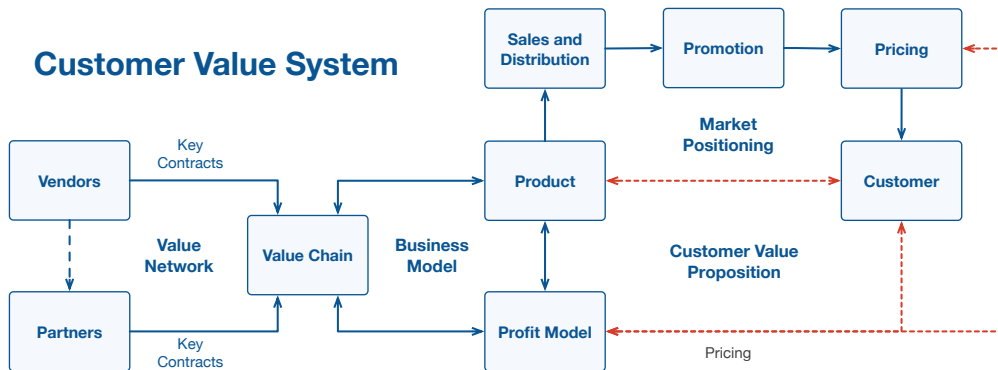 Customer Value System
Sales and
Distribution
Promotion
Pricing
Market
Positioning
Key
Contracts
Vendors
Product
Customer
Value
Network
Value Chain
Business
Model
Customer Value
Proposition
Partners
Profit Model
Key
Contracts
Pricing